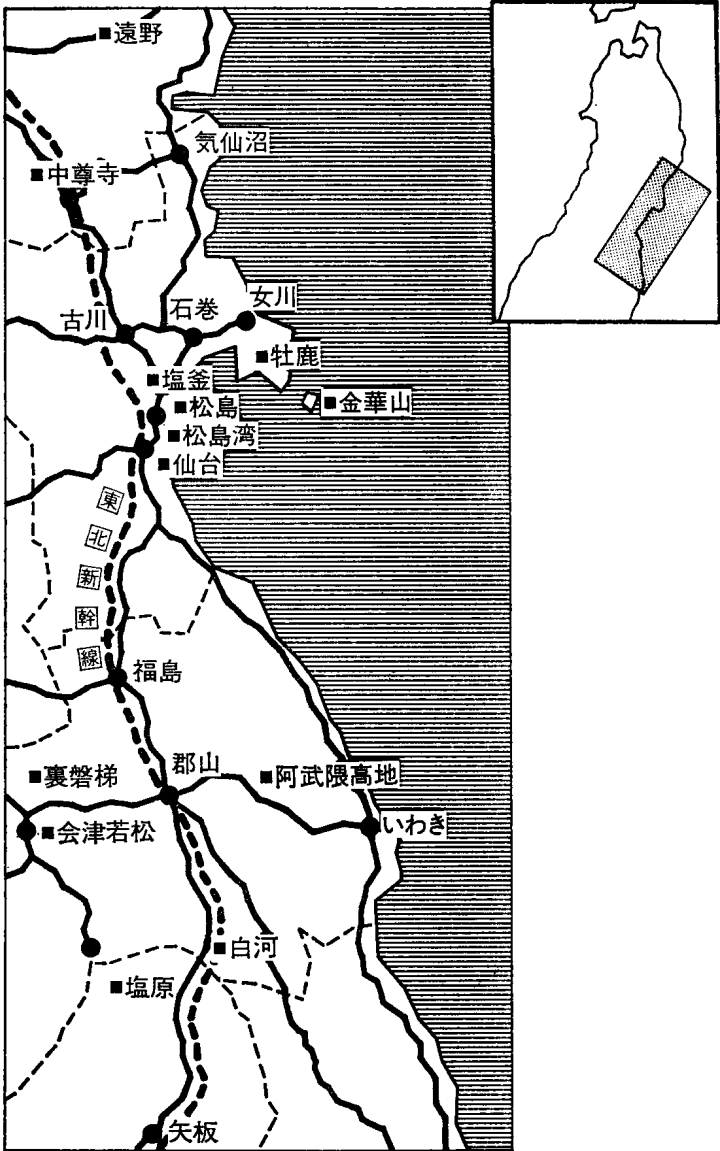 ■遠野
気仙沼
■中尊寺
女川
石巻
古川
■牡鹿
■塩釜
■金華山
■松島
■松島湾
■仙台
東北新幹線
福島
郡山
■裏磐梯
■阿武隈高地
いわき
■会津若松
■白河
■塩原
矢板